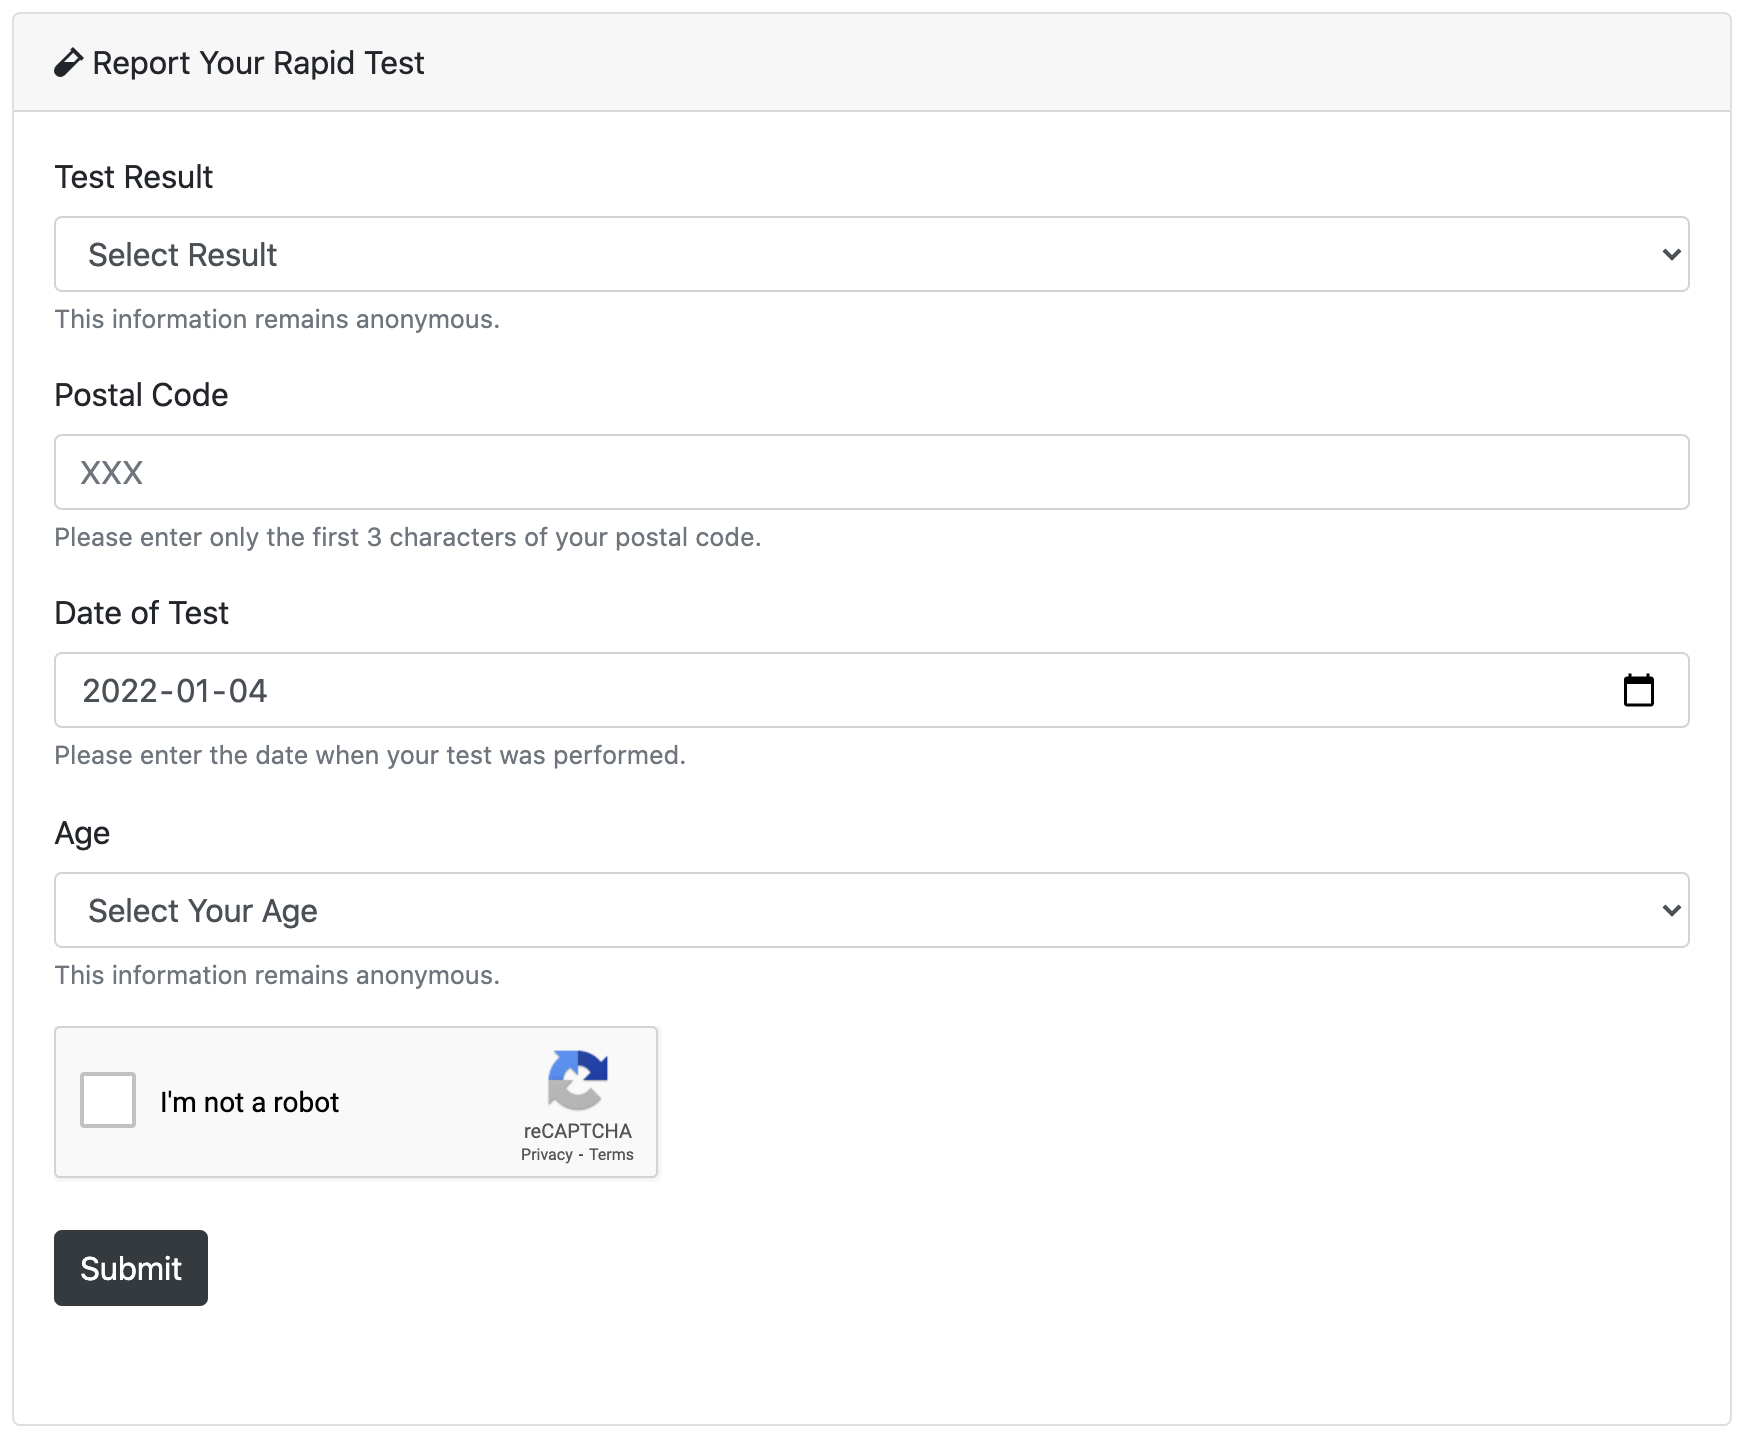 Report Your Rapid Test
Test Result
Select Result
This information remains anonymous.
Postal Code
XXX
Please enter only the first 3 characters of your postal code.
Date of Test
2022-01-04
Please enter the date when your test was performed.
Age
Select Your Age
This information remains anonymous.
I'm not a robot
reCAPTCHA
Privacy - Terms
Submit